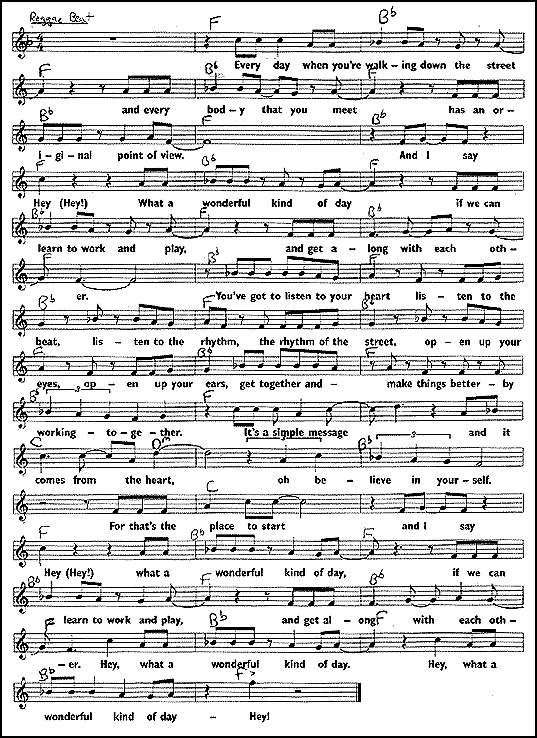 Reggae Beat
F Bb
Every day when you're walk – ing down the street
F Bb F
and every bod – y that you meet has an or –
Bb F Bb
i – gi – nal point of view. And I say
F Bb F
Hey (Hey!) What a wonderful kind of day if we can
Bb F Bb
learn to work and play, and get a – long with each oth –
F Bb F
er. You've got to listen to your heart lis – ten to the
Bb F Bb
beat, lis – ten to the rhythm, the rhythm of the street, op – en up your
F Bb F
eyes, op – en up your ears, get together and – make things better – by
Bb 3 F
working – to – ge – ther. It's a simple message and it
C Dm Bb 3
comes from the heart, oh be – lieve in your – self.
C
For that's the place to start and I say
F Bb F
Hey (Hey!) what a wonderful kind of day, if we can
Bb F Bb
learn to work and play, and get al – ong with each oth –
F Bb F
– er. Hey, what a wonderful kind of day. Hey, what a
Bb F >
wonderful kind of day – Hey!